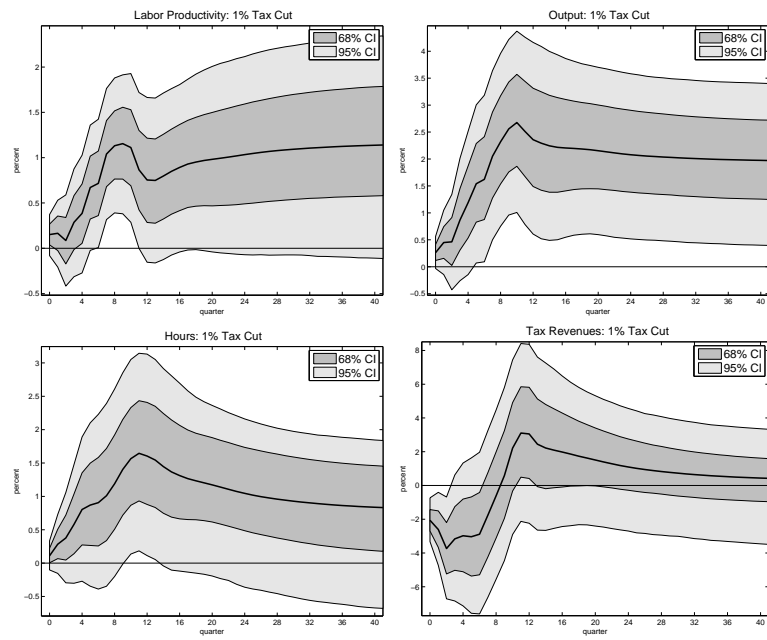 Labor Productivity: 1% Tax Cut
68% CI
95% CI
2
1.5
1
0.5
0
-0.5
percent
0 4 8 12 16 20 24 28 32 36 40
quarter
Output: 1% Tax Cut
68% CI
95% CI
4
3.5
3
2.5
2
1.5
1
0.5
0
-0.5
percent
0 4 8 12 16 20 24 28 32 36 40
quarter
Hours: 1% Tax Cut
68% CI
95% CI
3
2.5
2
1.5
1
0.5
0
-0.5
percent
0 4 8 12 16 20 24 28 32 36 40
quarter
Tax Revenues: 1% Tax Cut
68% CI
95% CI
8
6
4
2
0
-2
-4
-6
percent
0 4 8 12 16 20 24 28 32 36 40
quarter